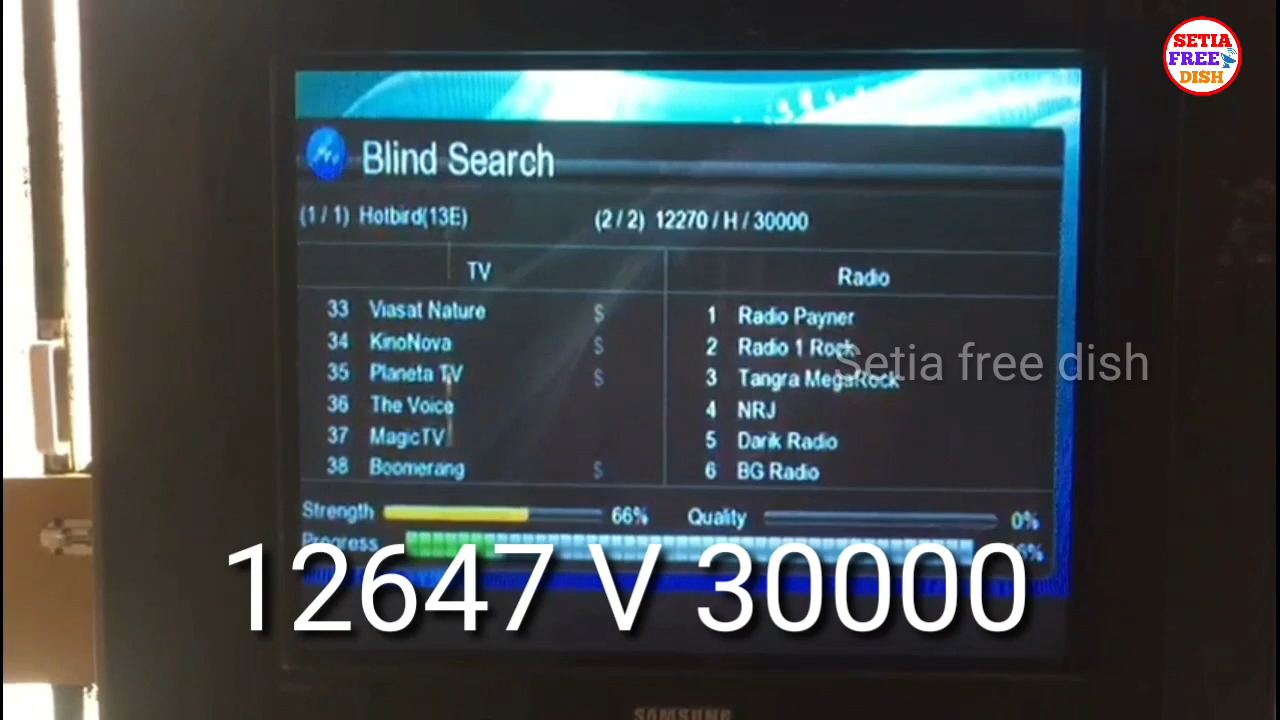 SETIA
FREE
DISH
Blind Search
(1 / 1) Hotbird(13E)
(2 / 2) 12270 / H / 30000
TV
Radio
33 Viasat Nature $
34 KinoNova $
35 Planeta TV $
36 The Voice
37 MagicTV
38 Boomerang $
1 Radio Payner
2 Radio 1 Rock
3 Tangra MegaRock
4 NRJ
5 Darik Radio
6 BG Radio
Setia free dish
Strength 66% Quality 0%
Progress
12647 V 30000
SAMSUNG